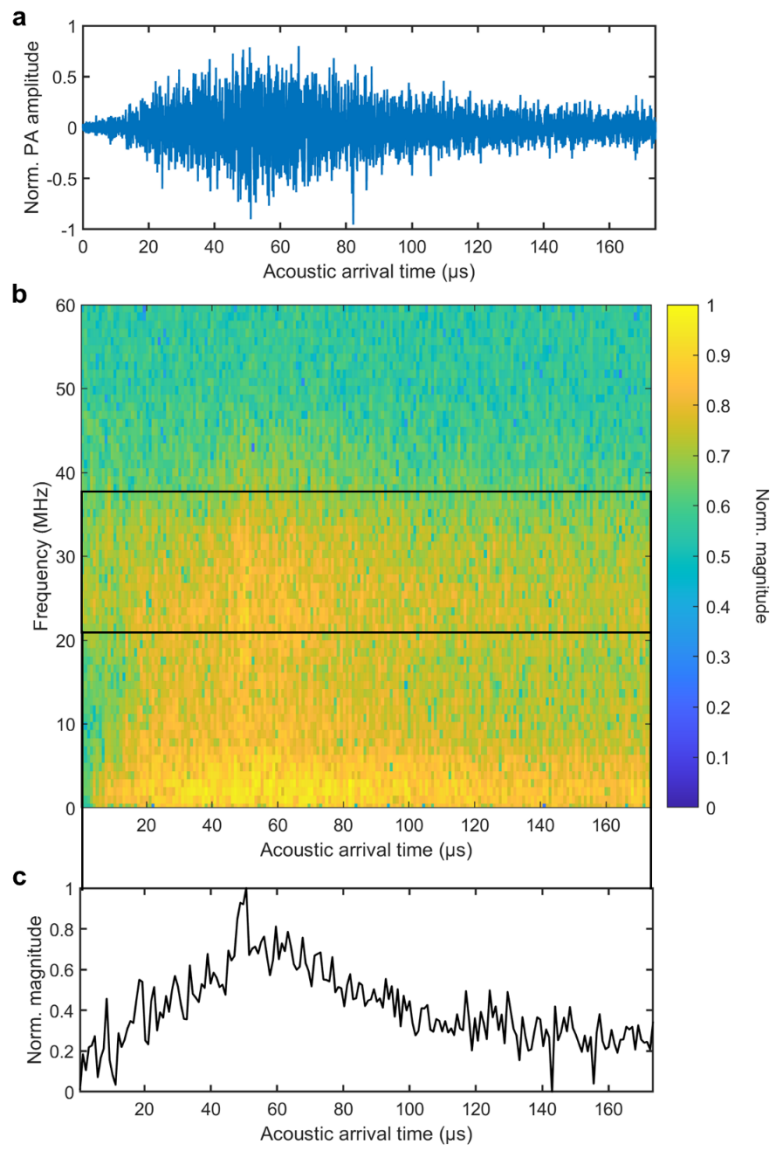 a
1
0.5
0
-0.5
-1
Norm. PA amplitude
0 20 40 60 80 100 120 140 160
Acoustic arrival time (µs)
b
60
50
40
30
20
10
0
Frequency (MHz)
20 40 60 80 100 120 140 160
Acoustic arrival time (µs)
1
0.9
0.8
0.7
0.6
0.5
0.4
0.3
0.2
0.1
0
Norm. magnitude
c
1
0.8
0.6
0.4
0.2
0
Norm. magnitude
20 40 60 80 100 120 140 160
Acoustic arrival time (µs)